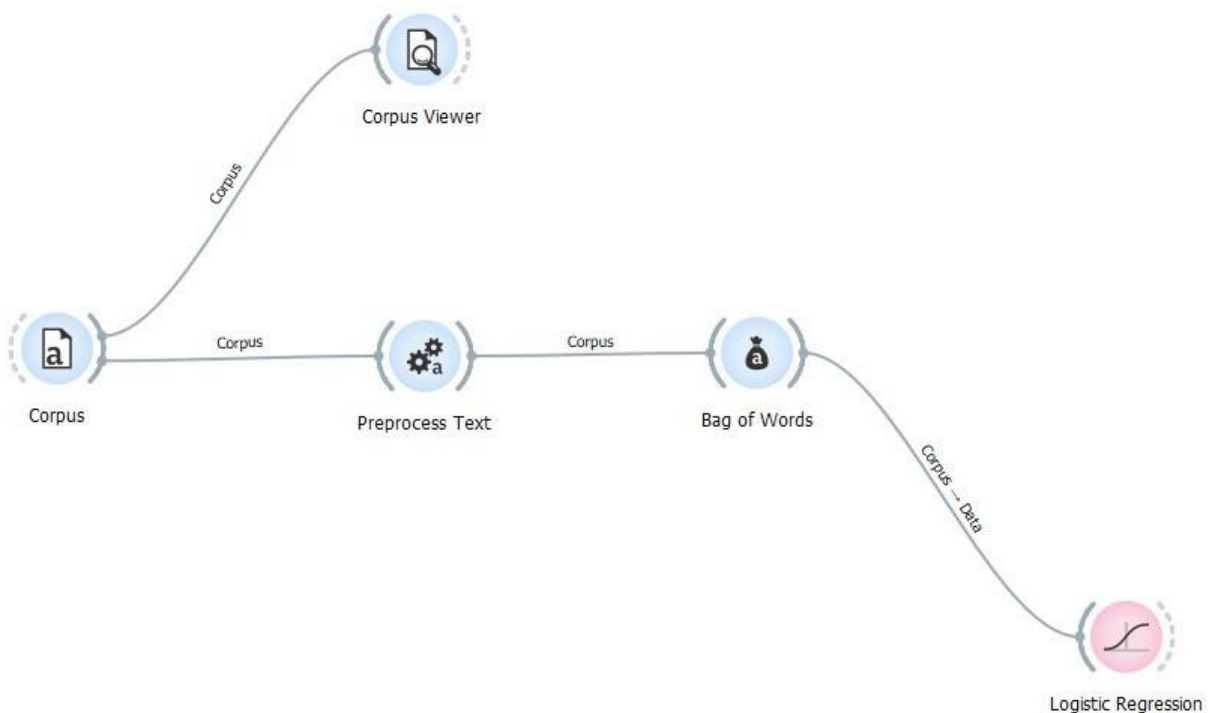 Corpus Viewer
Corpus
Corpus
Corpus
Corpus
Preprocess Text
Bag of Words
Corpus → Data
Logistic Regression